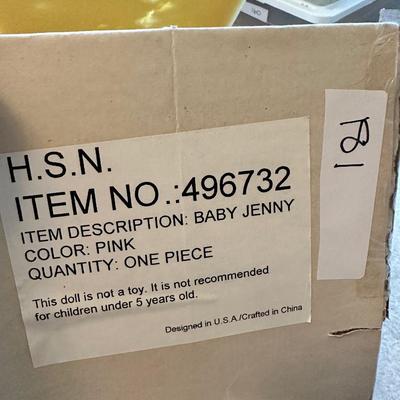 H.S.N.
ITEM NO.:496732
ITEM DESCRIPTION: BABY JENNY
COLOR: PINK
QUANTITY: ONE PIECE
This doll is not a toy. It is not recommended
for children under 5 years old.
Designed in U.S.A./Crafted in China